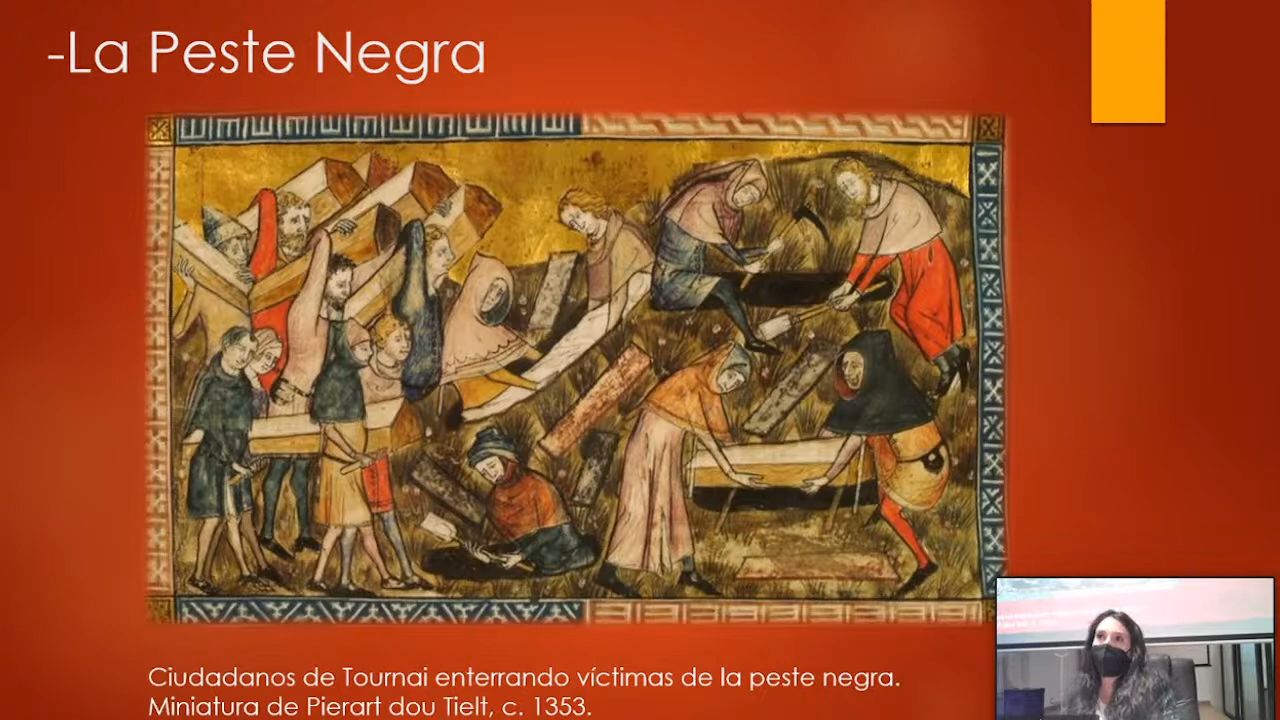 -La Peste Negra
Ciudadanos de Tournai enterrando víctimas de la peste negra.
Miniatura de Pierart dou Tielt, c. 1353.